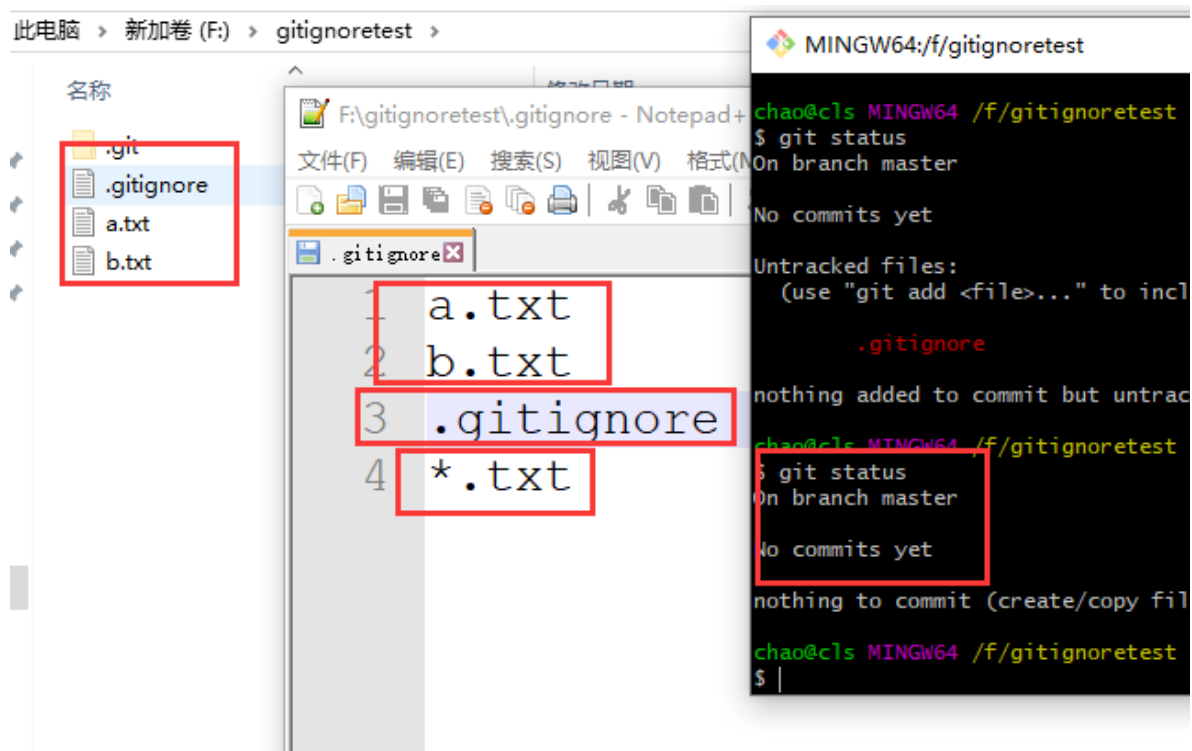 此电脑 > 新加卷 (F:) > gitignoretest >
名称
修改日期
.git
.gitignore
a.txt
b.txt
F:\gitignoretest\.gitignore - Notepad+
文件(F) 编辑(E) 搜索(S) 视图(V) 格式(M
.gitignore
1 a.txt
2 b.txt
3 .gitignore
4 *.txt
MINGW64:/f/gitignoretest
chao@cls MINGW64 /f/gitignoretest
$ git status
On branch master
No commits yet
Untracked files:
(use "git add <file>..." to incl
.gitignore
nothing added to commit but untrac
chao@cls MINGW64 /f/gitignoretest
$ git status
On branch master
No commits yet
nothing to commit (create/copy fil
chao@cls MINGW64 /f/gitignoretest
$